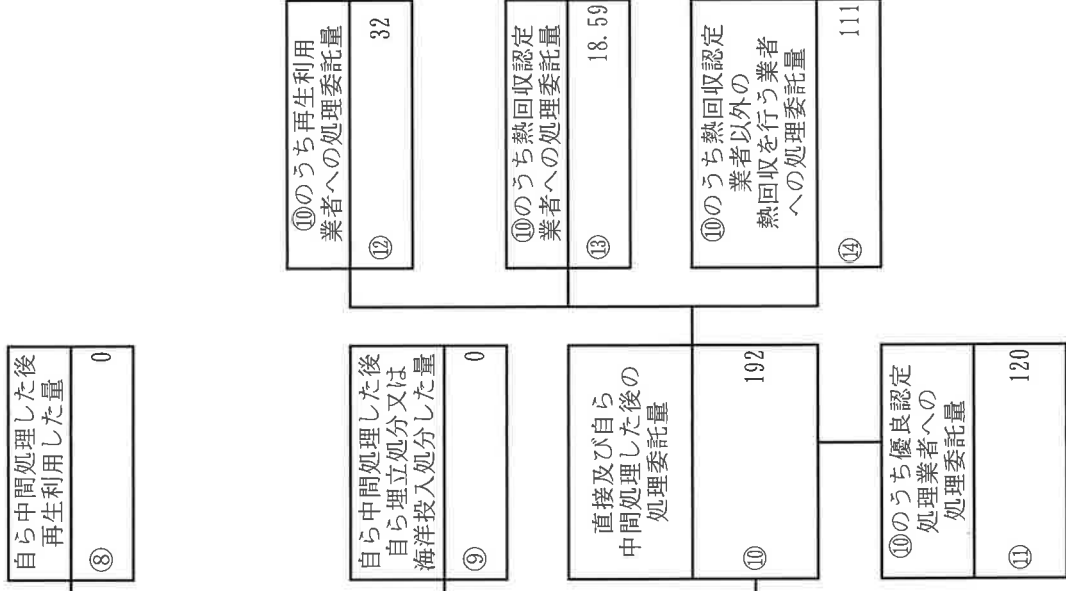 自ら中間処理した後
再生利用した量
⑧ 0
自ら中間処理した後
自ら埋立処分又は
海洋投入処分した量
⑨ 0
直接及び自ら
中間処理した後の
処理委託量
⑩ 192
⑩のうち優良認定
処理業者への
処理委託量
⑪ 120
⑩のうち再生利用
業者への処理委託量
⑫ 32
⑩のうち熱回収認定
業者への処理委託量
⑬ 18.59
⑩のうち熱回収認定
業者以外の
熱回収を行う業者
への処理委託量
⑭ 111